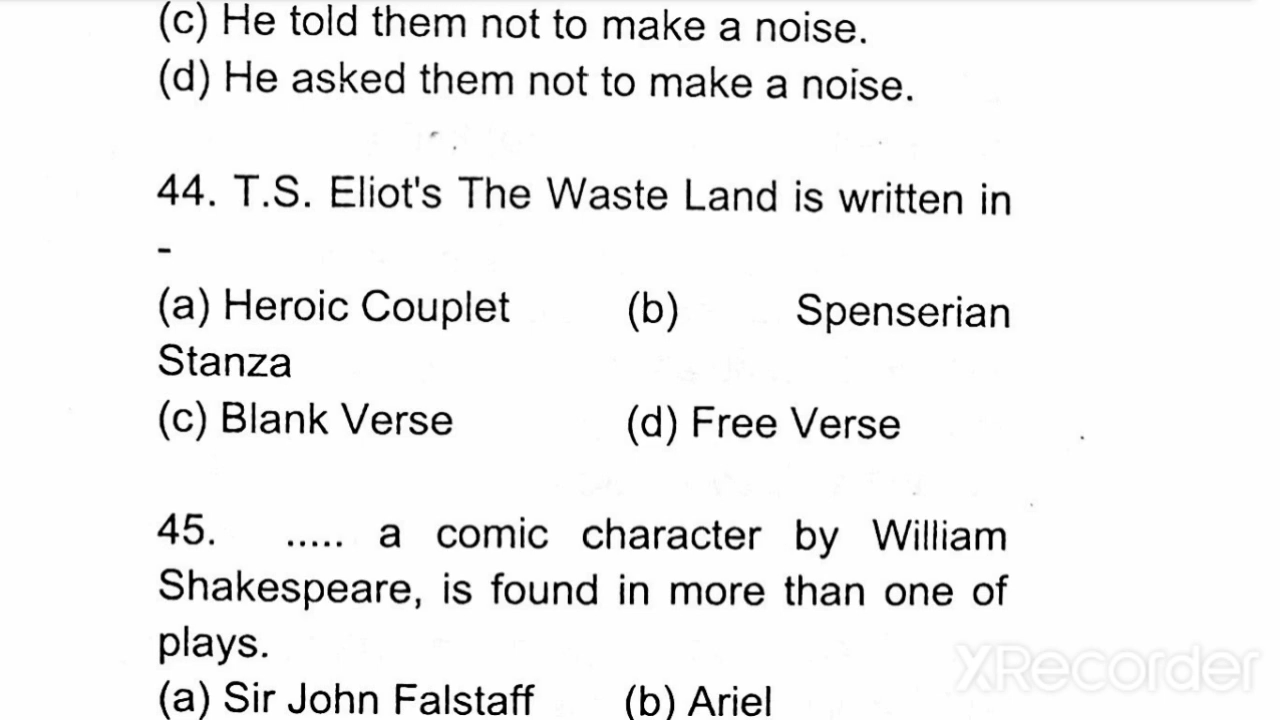 (c) He told them not to make a noise.
(d) He asked them not to make a noise.
44. T.S. Eliot's The Waste Land is written in
-
(a) Heroic Couplet (b) Spenserian
Stanza
(c) Blank Verse (d) Free Verse
45. ..... a comic character by William
Shakespeare, is found in more than one of
plays.
(a) Sir John Falstaff (b) Ariel
XRecorder